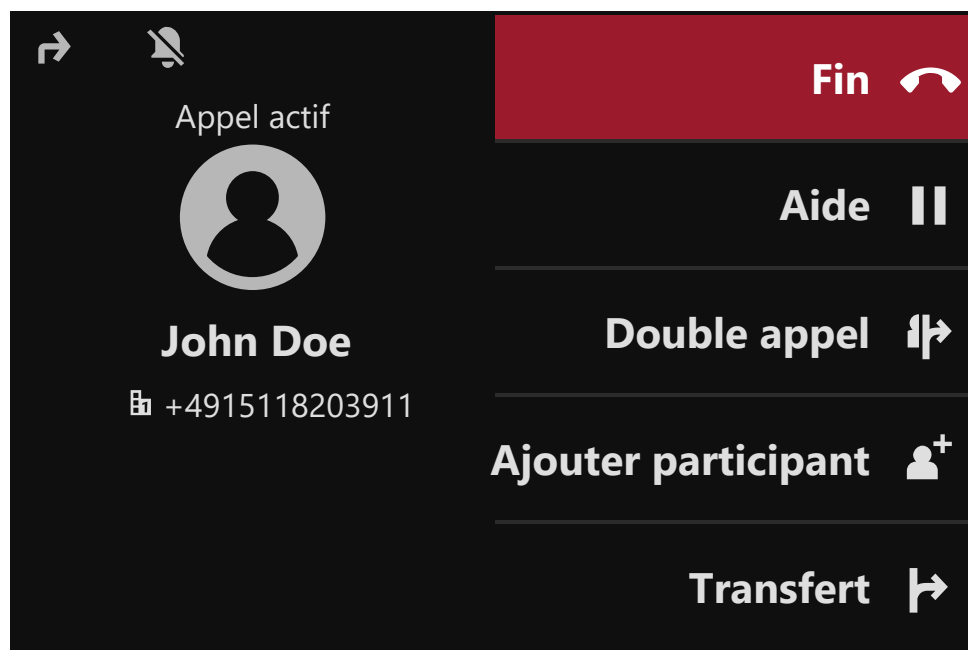 Appel actif
John Doe
+4915118203911
Fin
Aide
Double appel
Ajouter participant
Transfert